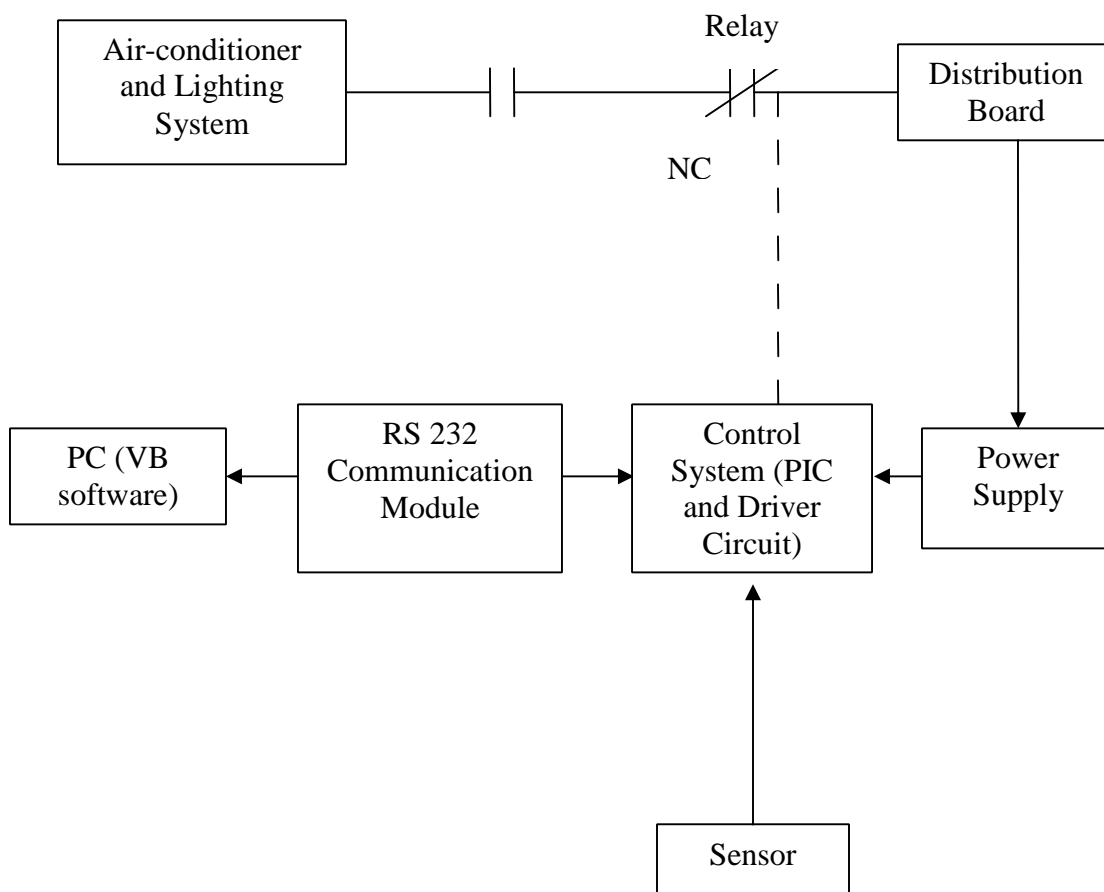 Air-conditioner
and Lighting
System
Relay
NC
Distribution
Board
PC (VB
software)
RS 232
Communication
Module
Control
System (PIC
and Driver
Circuit)
Power
Supply
Sensor